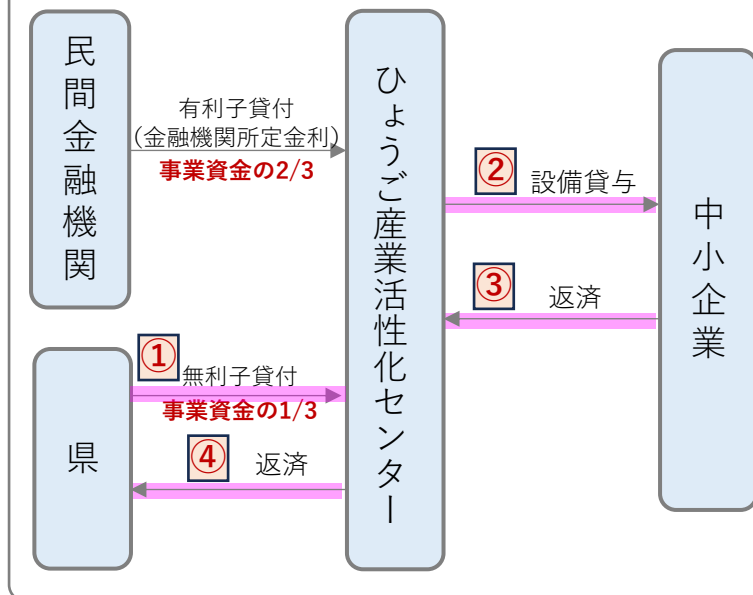 民間金融機関
有利子貸付
(金融機関所定金利)
事業資金の2/3
ひょうご産業活性化センター
② 設備貸与
③ 返済
中小企業
① 無利子貸付
事業資金の1/3
④ 返済
県